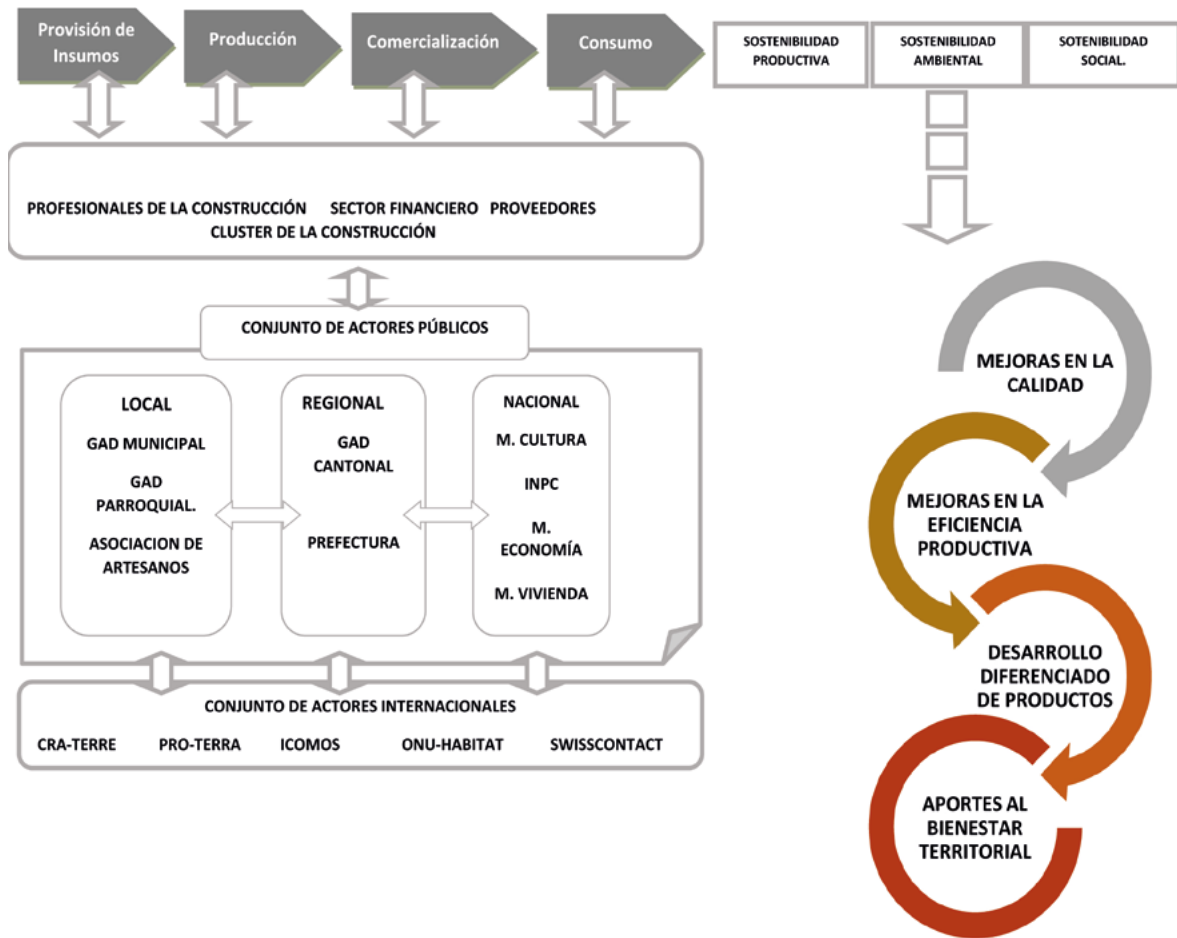 Provisión de
Insumos
Producción
Comercialización
Consumo
SOSTENIBILIDAD
PRODUCTIVA
SOSTENIBILIDAD
AMBIENTAL
SOTENIBILIDAD
SOCIAL.
PROFESIONALES DE LA CONSTRUCCIÓN SECTOR FINANCIERO PROVEEDORES
CLUSTER DE LA CONSTRUCCIÓN
CONJUNTO DE ACTORES PÚBLICOS
LOCAL
GAD MUNICIPAL
GAD
PARROQUIAL.
ASOCIACION DE
ARTESANOS
REGIONAL
GAD
CANTONAL
PREFECTURA
NACIONAL
M. CULTURA
INPC
M.
ECONOMÍA
M. VIVIENDA
CONJUNTO DE ACTORES INTERNACIONALES
CRA-TERRE PRO-TERRA ICOMOS ONU-HABITAT SWISSCONTACT
MEJORAS EN LA
CALIDAD
MEJORAS EN LA
EFICIENCIA
PRODUCTIVA
DESARROLLO
DIFERENCIADO
DE PRODUCTOS
APORTES AL
BIENESTAR
TERRITORIAL